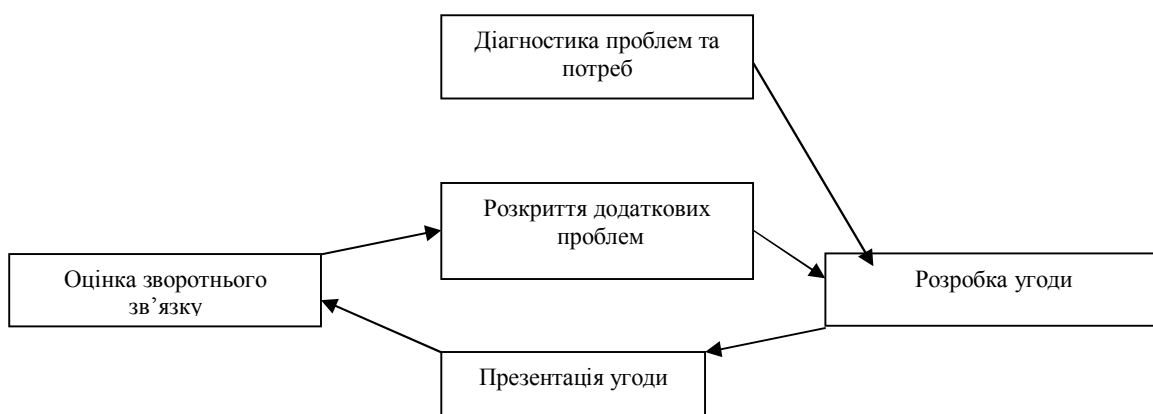 Діагностика проблем та
потреб
Розкриття додаткових
проблем
Оцінка зворотнього
зв’язку
Розробка угоди
Презентація угоди